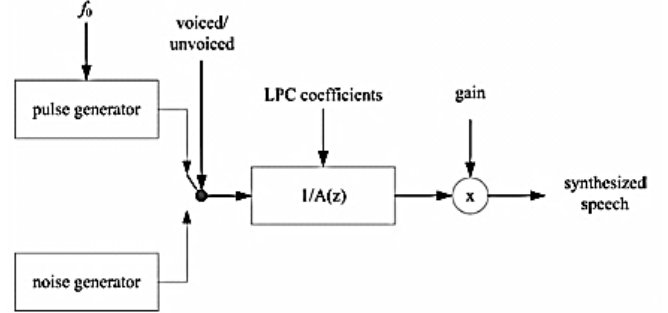 f₀
voiced/
unvoiced
pulse generator
LPC coefficients
gain
1/A(z)
x
synthesized
speech
noise generator